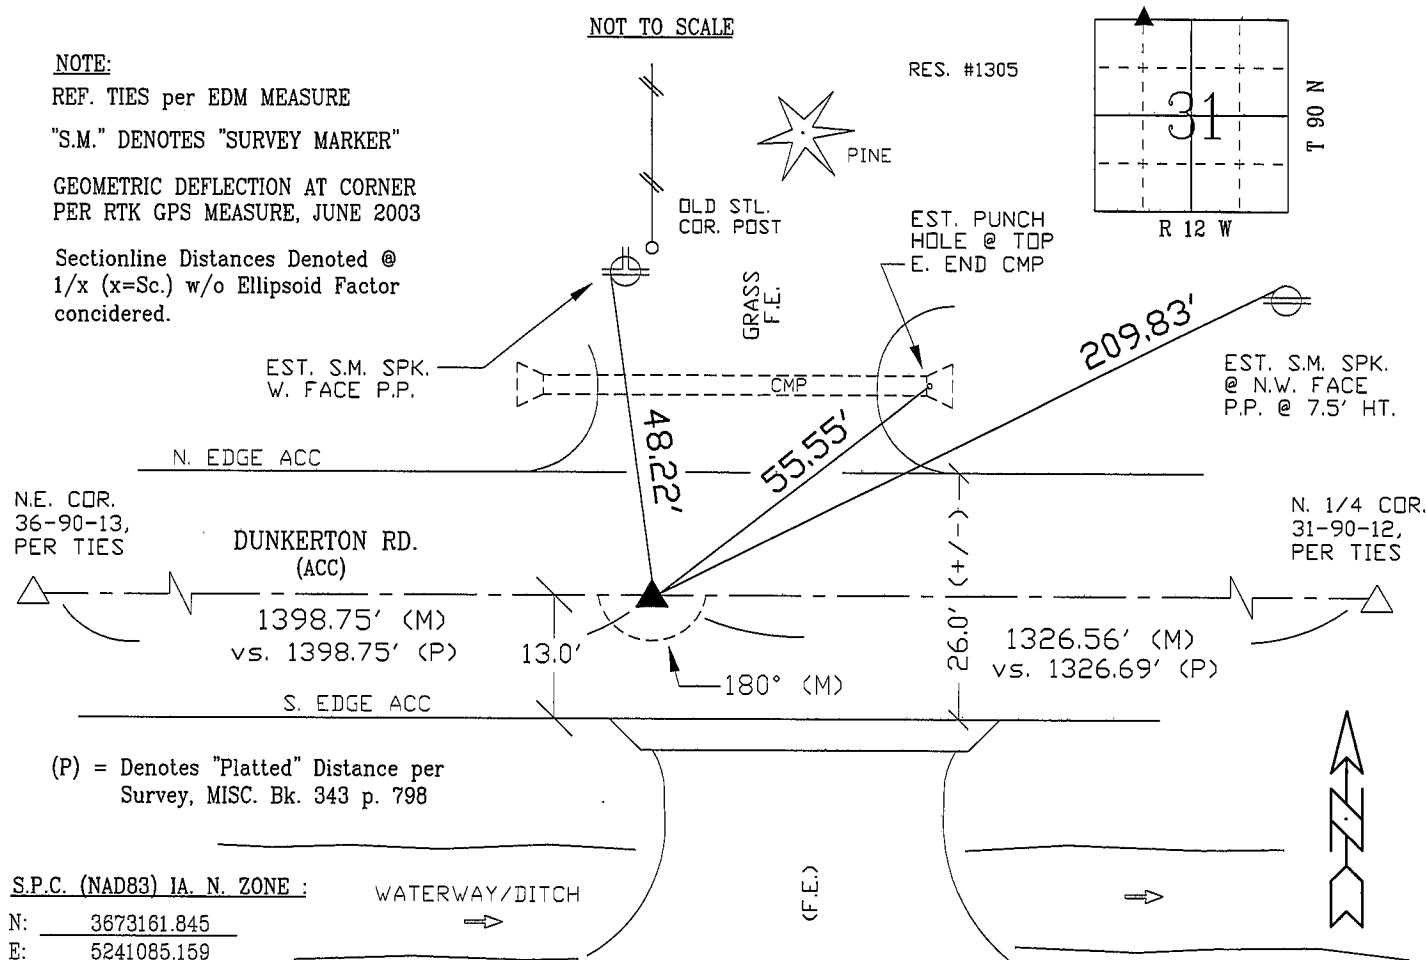 NOT TO SCALE
NOTE:
REF. TIES per EDM MEASURE
"S.M." DENOTES "SURVEY MARKER"
GEOMETRIC DEFLECTION AT CORNER
PER RTK GPS MEASURE, JUNE 2003
Sectionline Distances Denoted @
1/x (x=Sc.) w/o Ellipsoid Factor
concidered.
RES. #1305
PINE
31
T 90 N
R 12 W
OLD STL.
COR. POST
EST. PUNCH
HOLE @ TOP
E. END CMP
GRASS
F.E.
EST. S.M. SPK.
W. FACE P.P.
CMP
209.83'
EST. S.M. SPK.
@ N.W. FACE
P.P. @ 7.5' HT.
48.22'
55.55'
N. EDGE ACC
N.E. COR.
36-90-13,
PER TIES
DUNKERTON RD.
(ACC)
N. 1/4 COR.
31-90-12,
PER TIES
1398.75' (M)
vs. 1398.75' (P)
13.0'
26.0' (+/-)
1326.56' (M)
vs. 1326.69' (P)
180° (M)
S. EDGE ACC
(P) = Denotes "Platted" Distance per
Survey, MISC. Bk. 343 p. 798
N
S.P.C. (NAD83) IA. N. ZONE :
N: 3673161.845
E: 5241085.159
WATERWAY/DITCH
(F.E.)